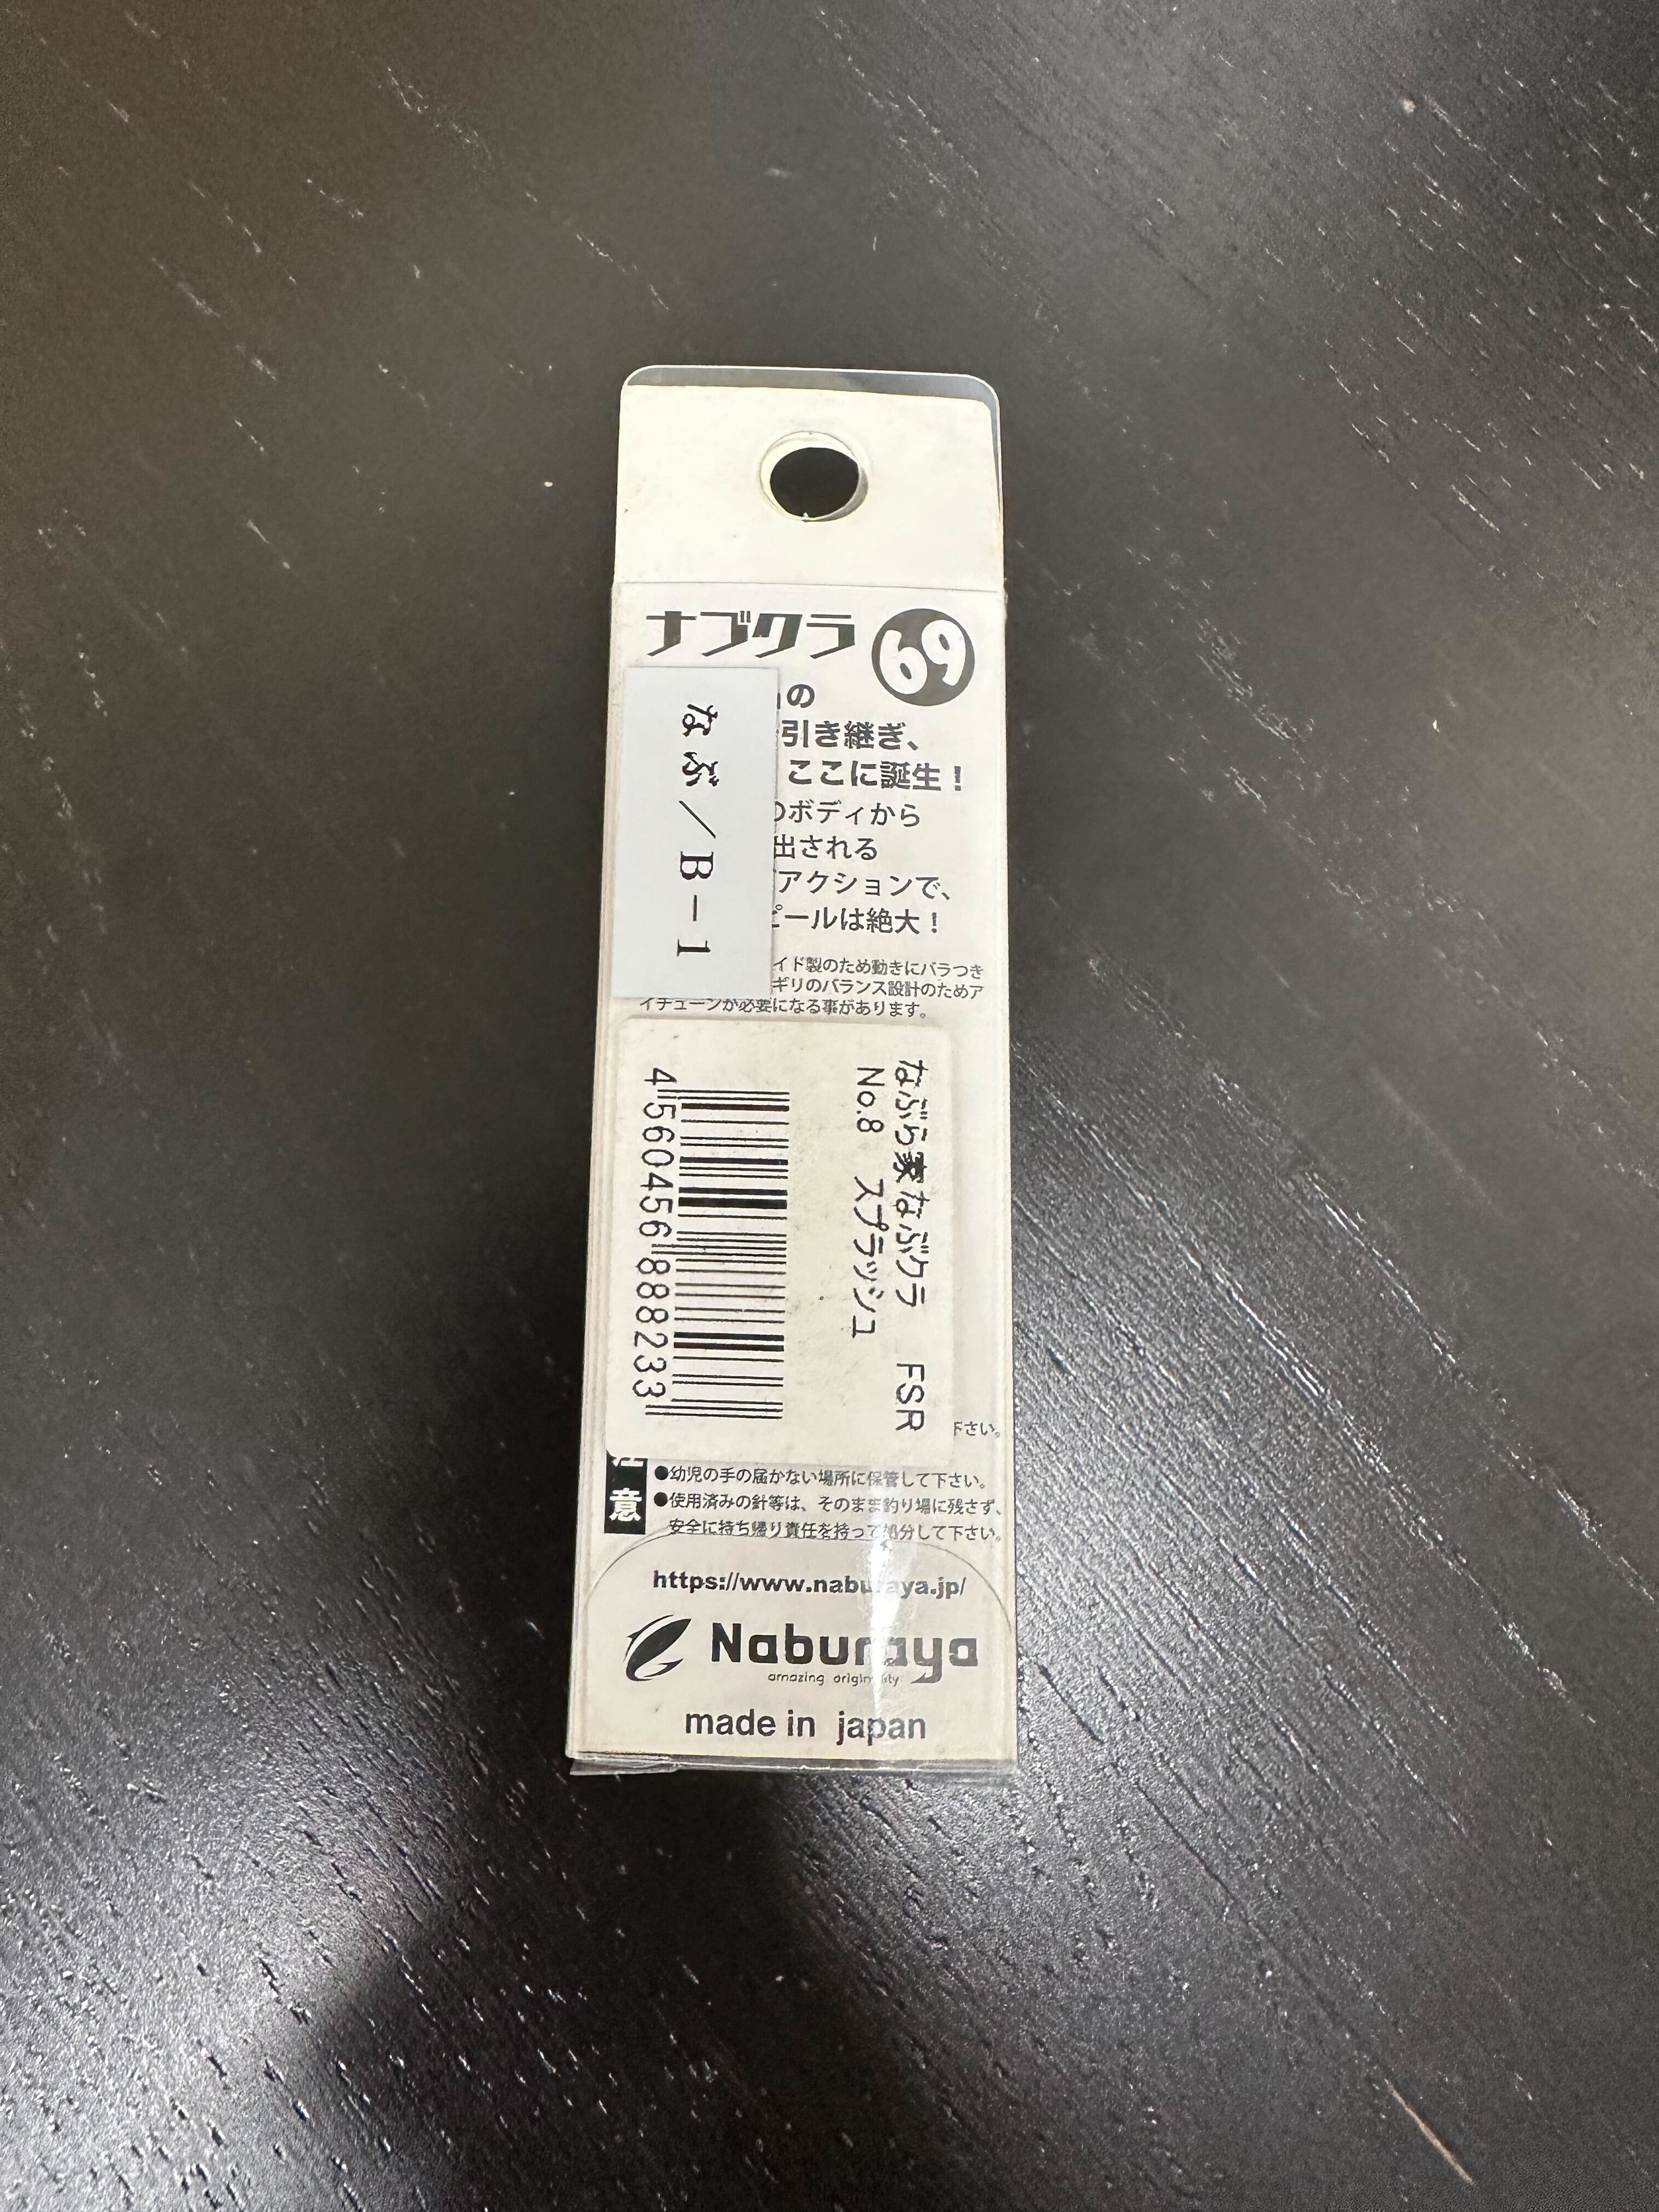 ナブクラ 69
の
引き継ぎ、
ここに誕生！
のボディから
出される
アクションで、
ピールは絶大！
なぶ／B－1
イド製のため動きにバラつき
ギリのバランス設計のためア
イチューンが必要になる事があります。
なぶら家なぶクラ FSR
No.8 スプラッシュ
4560456888233
下さい。
注意
●幼児の手の届かない場所に保管して下さい。
●使用済みの針等は、そのまま釣り場に残さず、
安全に持ち帰り責任を持って処分して下さい。
https://www.naburaya.jp/
Naburaya
amazing originality
made in japan